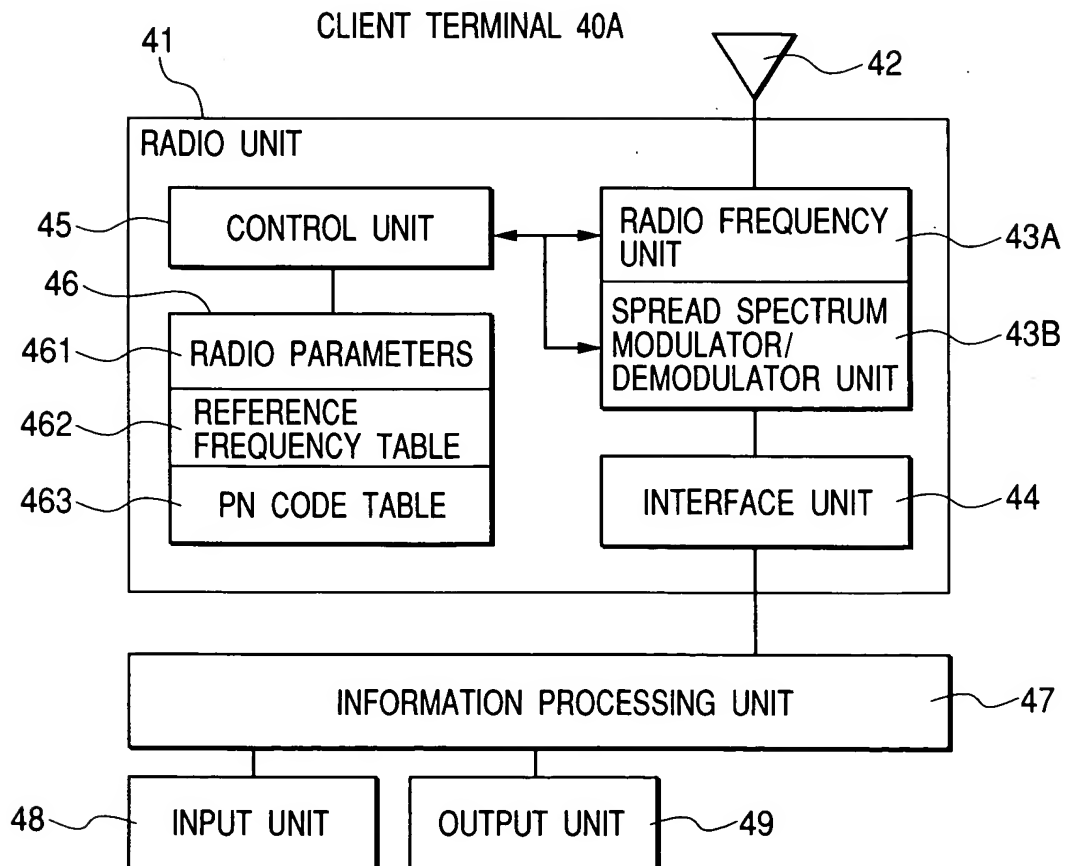 CLIENT TERMINAL 40A
41
42
RADIO UNIT
45
CONTROL UNIT
RADIO FREQUENCY
UNIT
43A
46
461
RADIO PARAMETERS
SPREAD SPECTRUM
MODULATOR/
DEMODULATOR UNIT
43B
462
REFERENCE
FREQUENCY TABLE
463
PN CODE TABLE
INTERFACE UNIT
44
INFORMATION PROCESSING UNIT
47
48
INPUT UNIT
OUTPUT UNIT
49